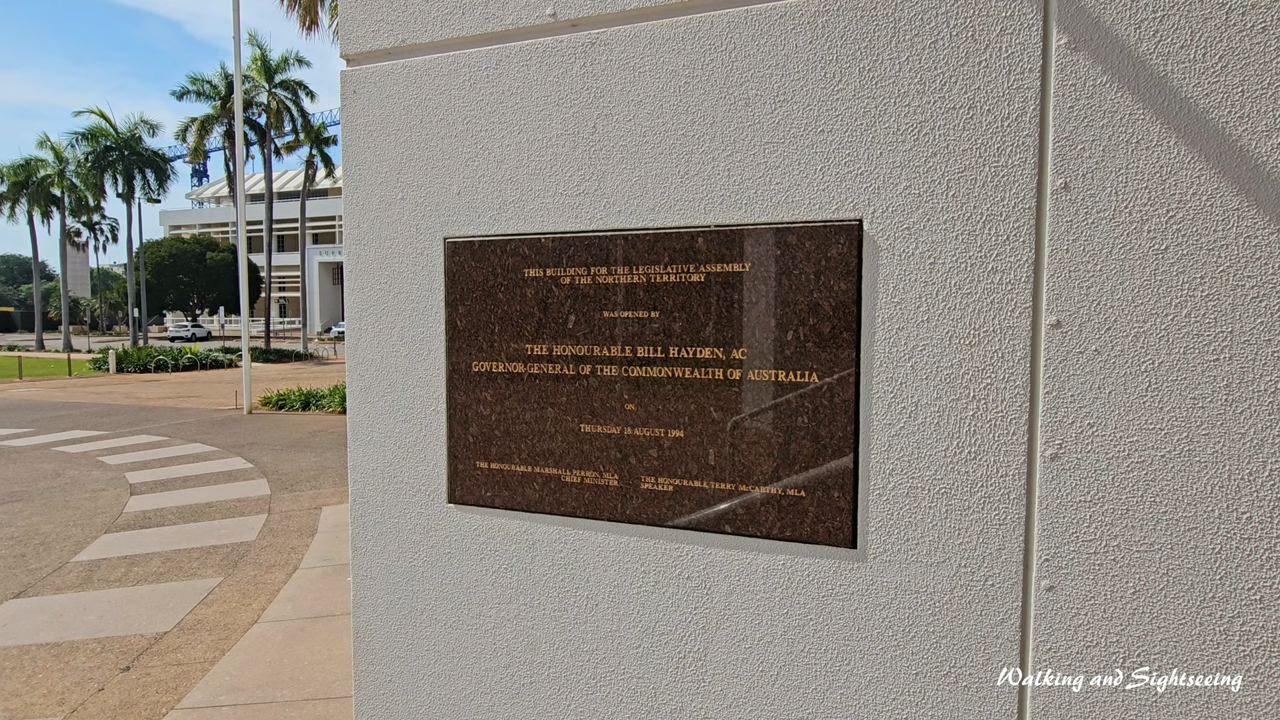 THIS BUILDING FOR THE LEGISLATIVE ASSEMBLY
OF THE NORTHERN TERRITORY
WAS OPENED BY
THE HONOURABLE BILL HAYDEN, AC
GOVERNOR-GENERAL OF THE COMMONWEALTH OF AUSTRALIA
ON
THURSDAY 18 AUGUST 1994
THE HONOURABLE MARSHALL PERRON, MLA
CHIEF MINISTER
THE HONOURABLE TERRY McCARTHY, MLA
SPEAKER
Walking and Sightseeing